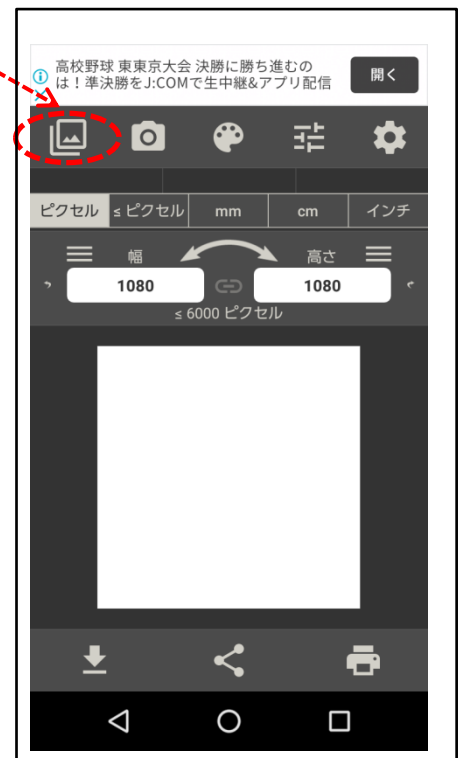 高校野球 東東京大会 決勝に勝ち進むの
は！準決勝をJ:COMで生中継&アプリ配信
開く
ピクセル ≤ ピクセル mm cm インチ
幅 高さ
1080 1080
≤ 6000 ピクセル